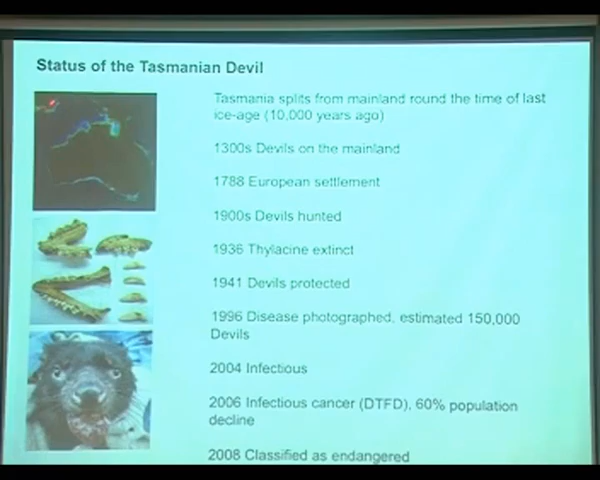 Status of the Tasmanian Devil
Tasmania splits from mainland round the time of last
ice-age (10,000 years ago)
1300s Devils on the mainland
1788 European settlement
1900s Devils hunted
1936 Thylacine extinct
1941 Devils protected
1996 Disease photographed, estimated 150,000
Devils
2004 Infectious
2006 Infectious cancer (DTFD), 60% population
decline
2008 Classified as endangered